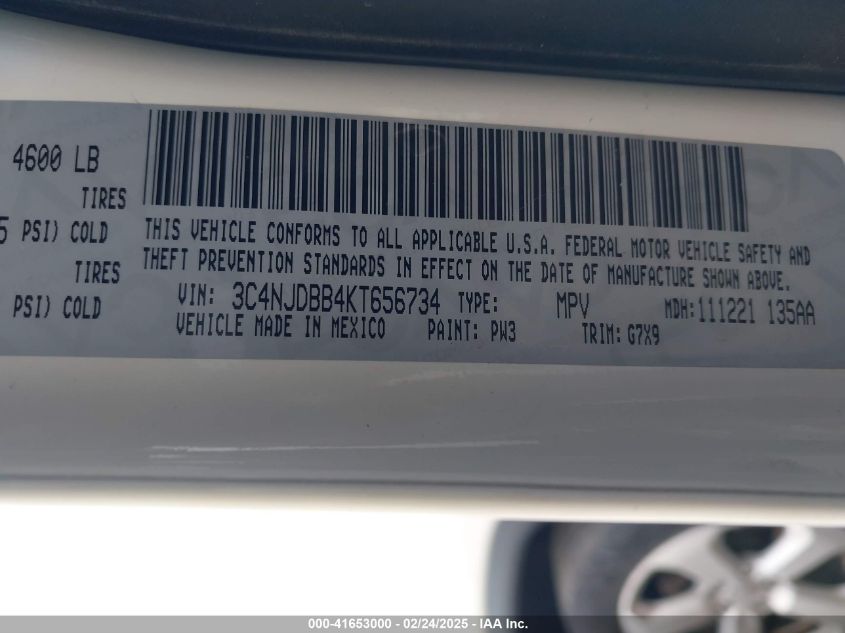 4600 LB
TIRES
5 PSI) COLD
TIRES
PSI) COLD
THIS VEHICLE CONFORMS TO ALL APPLICABLE U.S.A. FEDERAL MOTOR VEHICLE SAFETY AND
THEFT PREVENTION STANDARDS IN EFFECT ON THE DATE OF MANUFACTURE SHOWN ABOVE.
VIN: 3C4NJDBB4KT656734 TYPE: MPV MDH:111221 135AA
VEHICLE MADE IN MEXICO PAINT: PW3 TRIM: G7X9
000-41653000 - 02/24/2025 - IAA Inc.